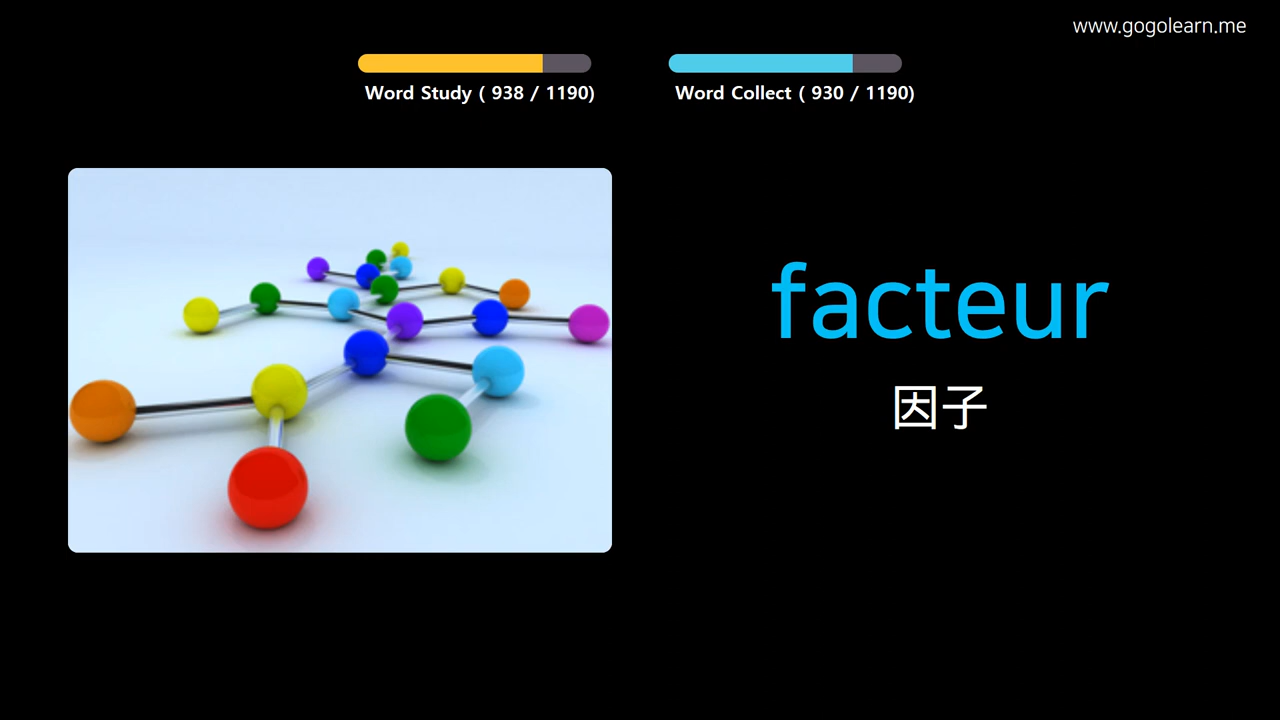 www.gogolearn.me
Word Study ( 938 / 1190)
Word Collect ( 930 / 1190)
facteur
因子